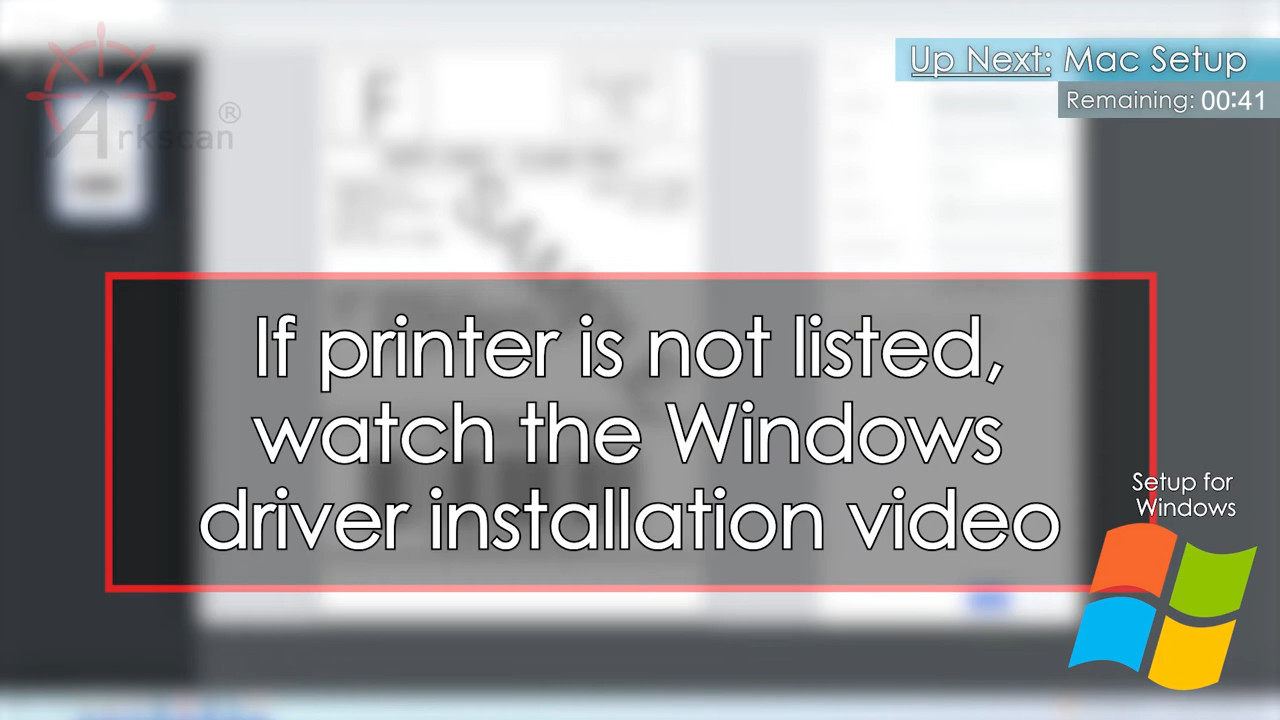 Up Next: Mac Setup
Remaining: 00:41
Arkscan®
If printer is not listed,
watch the Windows
driver installation video
Setup for
Windows